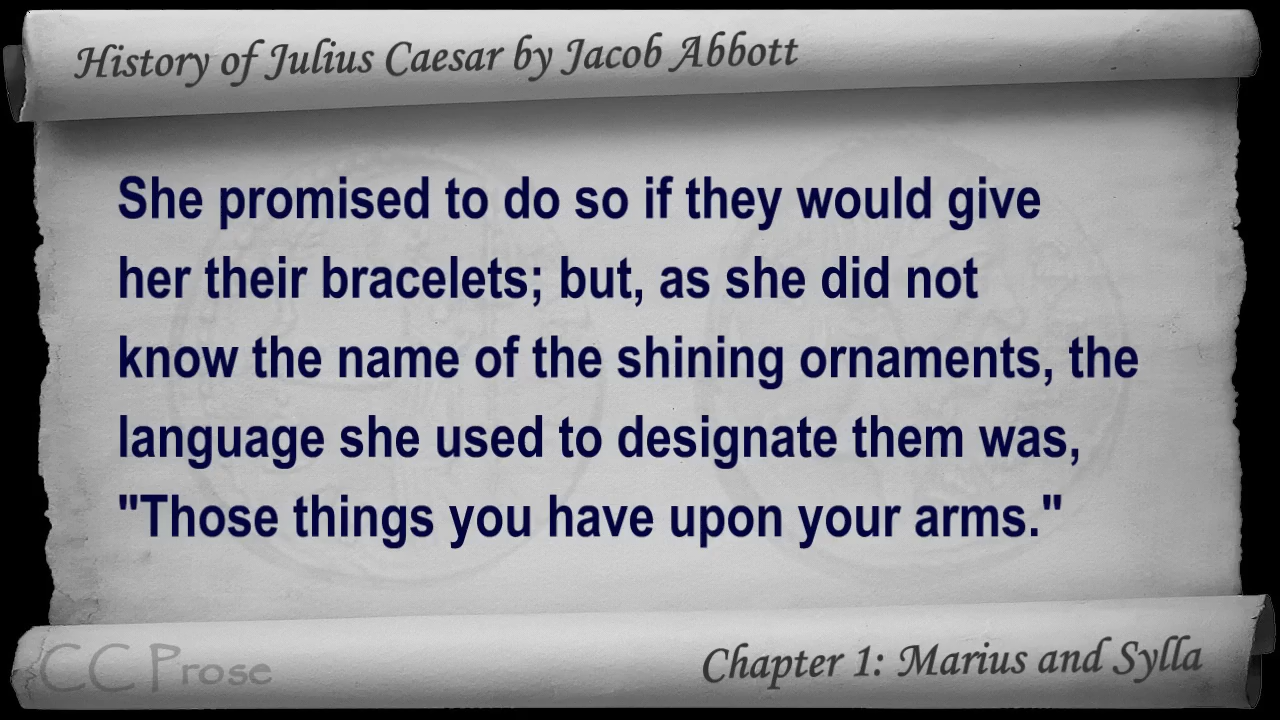 History of Julius Caesar by Jacob Abbott
She promised to do so if they would give
her their bracelets; but, as she did not
know the name of the shining ornaments, the
language she used to designate them was,
"Those things you have upon your arms."
CC Prose
Chapter 1: Marius and Sylla